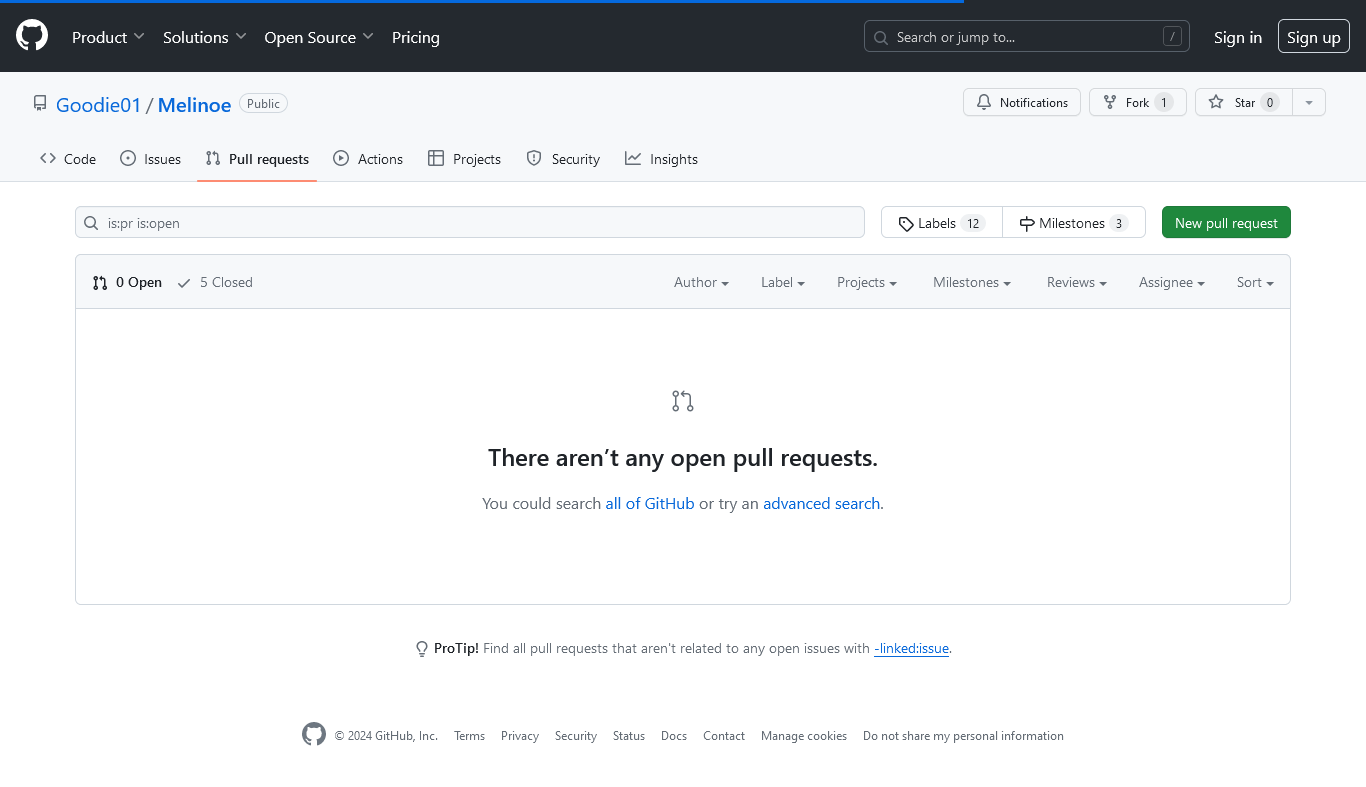 Product Solutions Open Source Pricing Search or jump to... / Sign in Sign up
Goodie01 / Melinoe Public Notifications Fork 1 Star 0
Code Issues Pull requests Actions Projects Security Insights
is:pr is:open Labels 12 Milestones 3 New pull request
0 Open 5 Closed Author Label Projects Milestones Reviews Assignee Sort
There aren’t any open pull requests.
You could search all of GitHub or try an advanced search.
ProTip! Find all pull requests that aren't related to any open issues with -linked:issue.
© 2024 GitHub, Inc. Terms Privacy Security Status Docs Contact Manage cookies Do not share my personal information